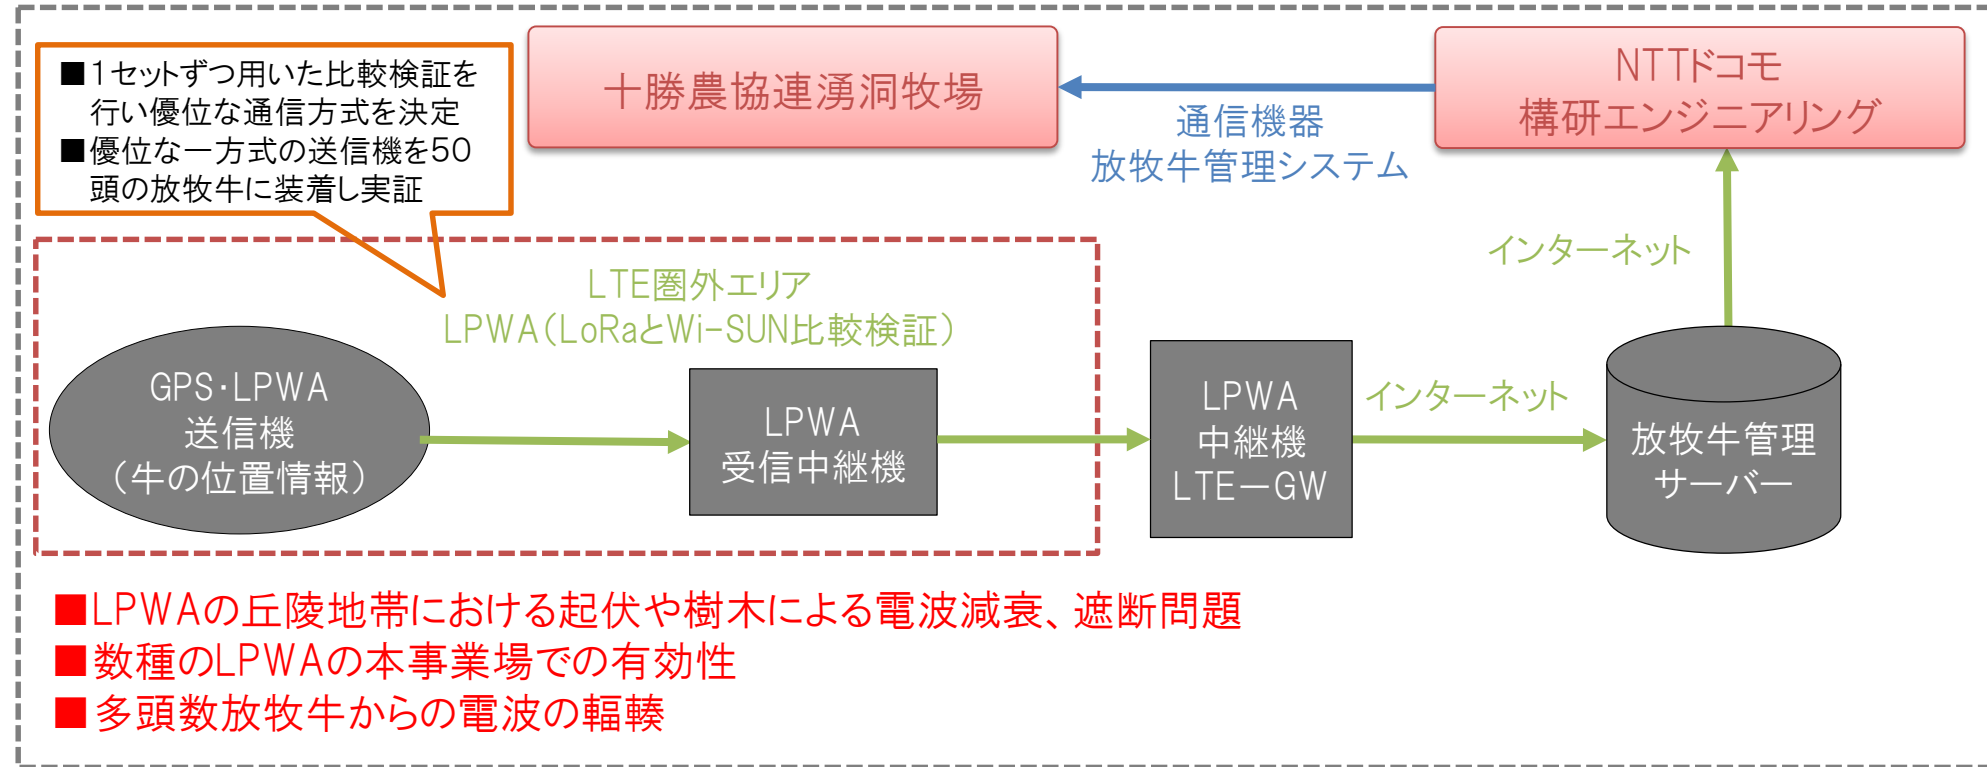 ■1セットずつ用いた比較検証を
行い優位な通信方式を決定
■優位な一方式の送信機を50
頭の放牧牛に装着し実証
十勝農協連湧洞牧場
通信機器
放牧牛管理システム
NTTドコモ
構研エンジニアリング
インターネット
LTE圏外エリア
LPWA(LoRaとWi-SUN比較検証)
GPS・LPWA
送信機
(牛の位置情報)
LPWA
受信中継機
LPWA
中継機
LTE－GW
インターネット
放牧牛管理
サーバー
■LPWAの丘陵地帯における起伏や樹木による電波減衰、遮断問題
■数種のLPWAの本事業場での有効性
■多頭数放牧牛からの電波の輻輳